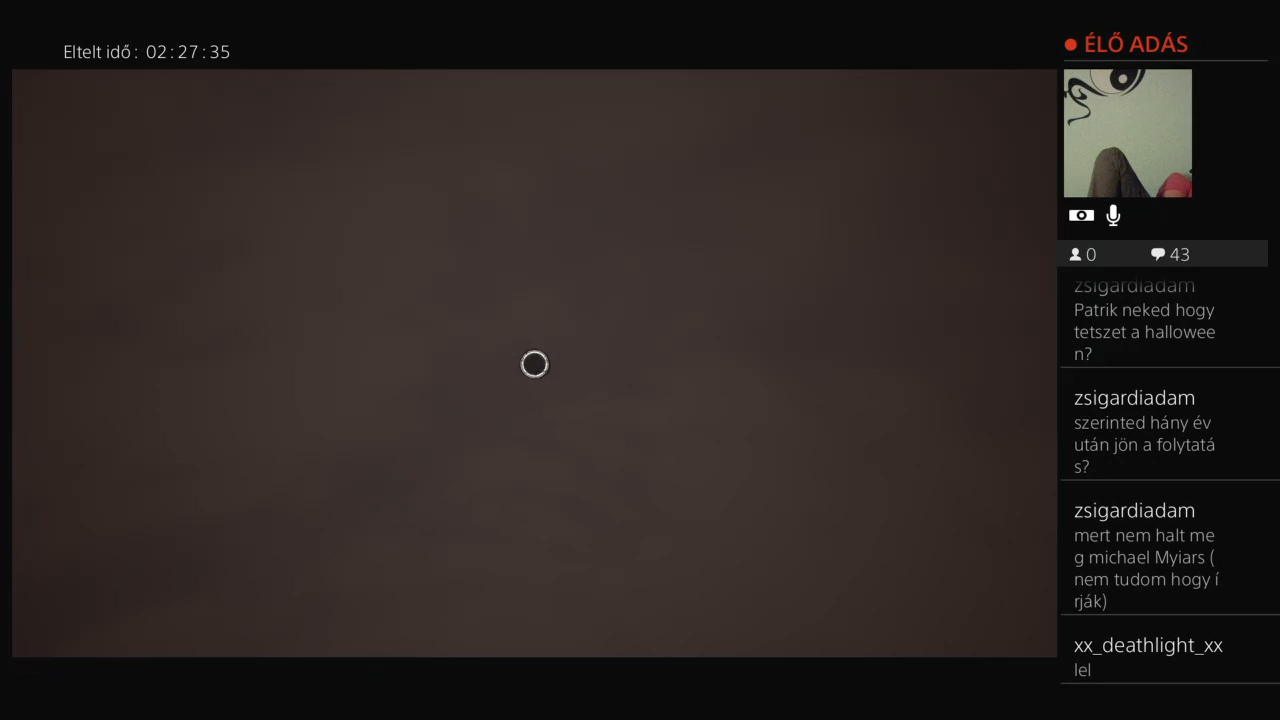 Eltelt idő: 02:27:35
ÉLŐ ADÁS
0 43
zsigardiadam
Patrik neked hogy
tetszet a hallowee
n?
zsigardiadam
szerinted hány év
után jön a folytatá
s?
zsigardiadam
mert nem halt me
g michael Myiars (
nem tudom hogy í
rják)
xx_deathlight_xx
lel